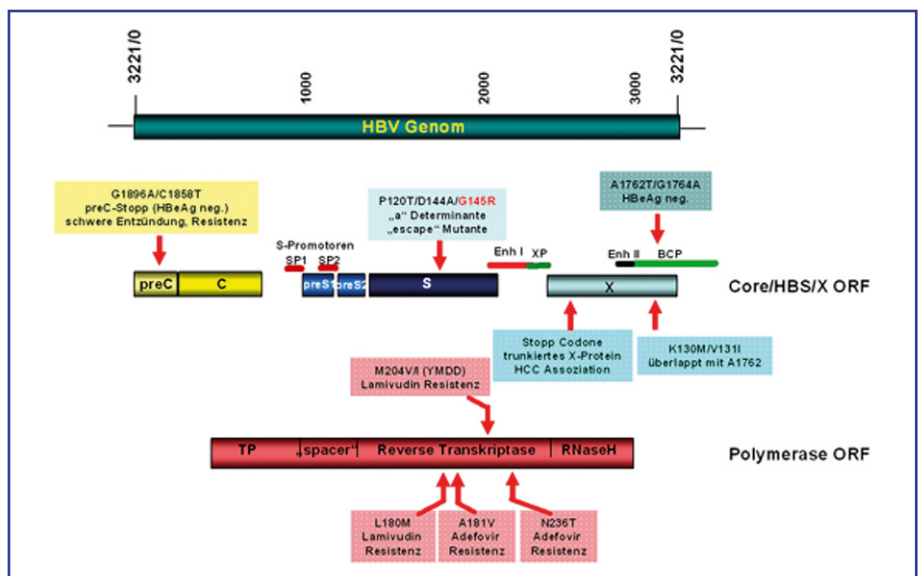 3221/0
1000
2000
3000
3221/0
HBV Genom
G1896A/C1858T
preC-Stopp (HBeAg neg.)
schwere Entzündung, Resistenz
P120T/D144A/G145R
„a“ Determinante
„escape“ Mutante
A1762T/G1764A
HBeAg neg.
S-Promotoren
SP1
SP2
Enh I
XP
Enh II
BCP
preC
C
preS1
preS2
S
X
Core/HBS/X ORF
Stopp Codone
trunkiertes X-Protein
HCC Assoziation
K130M/V131I
überlappt mit A1762
M204V/I (YMDD)
Lamivudin Resistenz
TP
„spacer“
Reverse Transkriptase
RNaseH
Polymerase ORF
L180M
Lamivudin
Resistenz
A181V
Adefovir
Resistenz
N236T
Adefovir
Resistenz